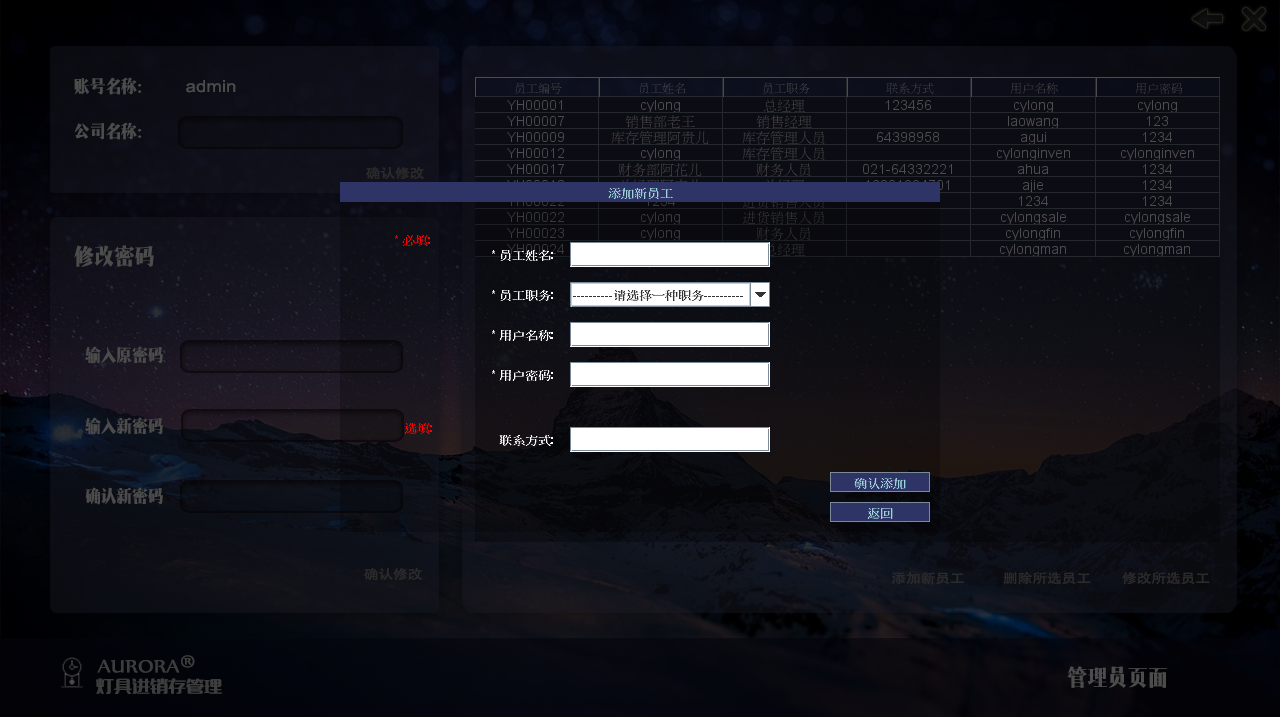 账号名称: admin
公司名称:
确认修改
修改密码
输入原密码
输入新密码
确认新密码
确认修改
员工编号 员工姓名 员工职务 联系方式 用户名称 用户密码
YH00001 cylong 总经理 123456 cylong cylong
YH00007 销售部老王 销售经理 laowang 123
YH00009 库存管理阿贵儿 库存管理人员 64398958 agui 1234
YH00012 cylong 库存管理人员 cylonginven cylonginven
YH00017 财务部阿花儿 财务人员 021-64332221 ahua 1234
ajie 1234
1234 进货销售人员 1234 1234
YH00022 cylong 进货销售人员 cylongsale cylongsale
YH00023 cylong 财务人员 cylongfin cylongfin
总经理 cylongman cylongman
添加新员工
* 必填:
* 员工姓名:
* 员工职务: ----------请选择一种职务----------
* 用户名称:
* 用户密码:
选填:
联系方式:
确认添加
返回
添加新员工 删除所选员工 修改所选员工
AURORA®
灯具进销存管理
管理员页面